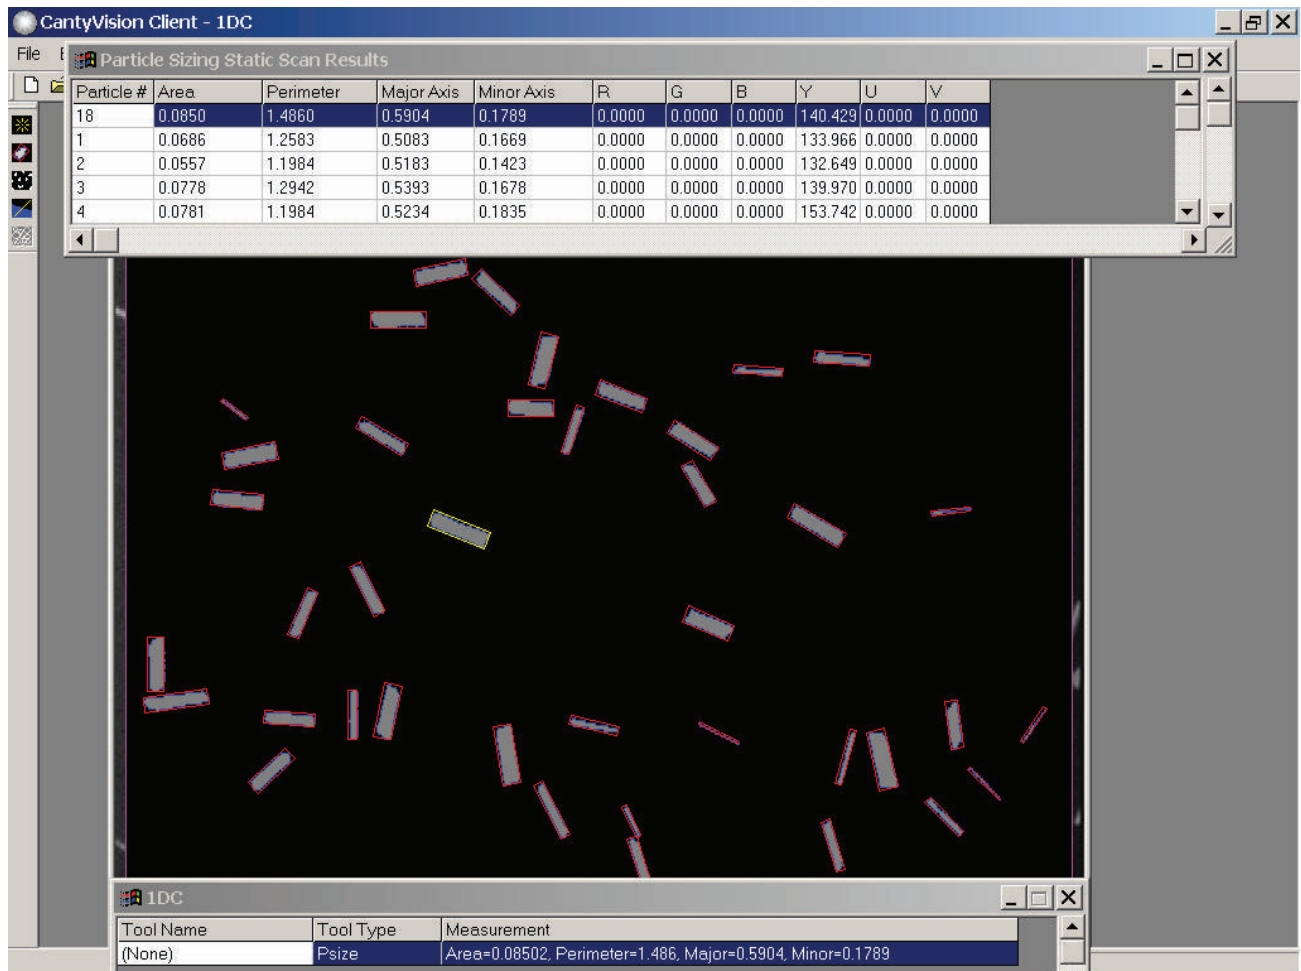 CantyVision Client - 1DC
File
Particle Sizing Static Scan Results
Particle # Area Perimeter Major Axis Minor Axis R G B Y U V
18 0.0850 1.4860 0.5904 0.1789 0.0000 0.0000 0.0000 140.429 0.0000 0.0000
1 0.0686 1.2583 0.5083 0.1669 0.0000 0.0000 0.0000 133.966 0.0000 0.0000
2 0.0557 1.1984 0.5183 0.1423 0.0000 0.0000 0.0000 132.649 0.0000 0.0000
3 0.0778 1.2942 0.5393 0.1678 0.0000 0.0000 0.0000 139.970 0.0000 0.0000
4 0.0781 1.1984 0.5234 0.1835 0.0000 0.0000 0.0000 153.742 0.0000 0.0000
1DC
Tool Name Tool Type Measurement
(None) Psize Area=0.08502, Perimeter=1.486, Major=0.5904, Minor=0.1789